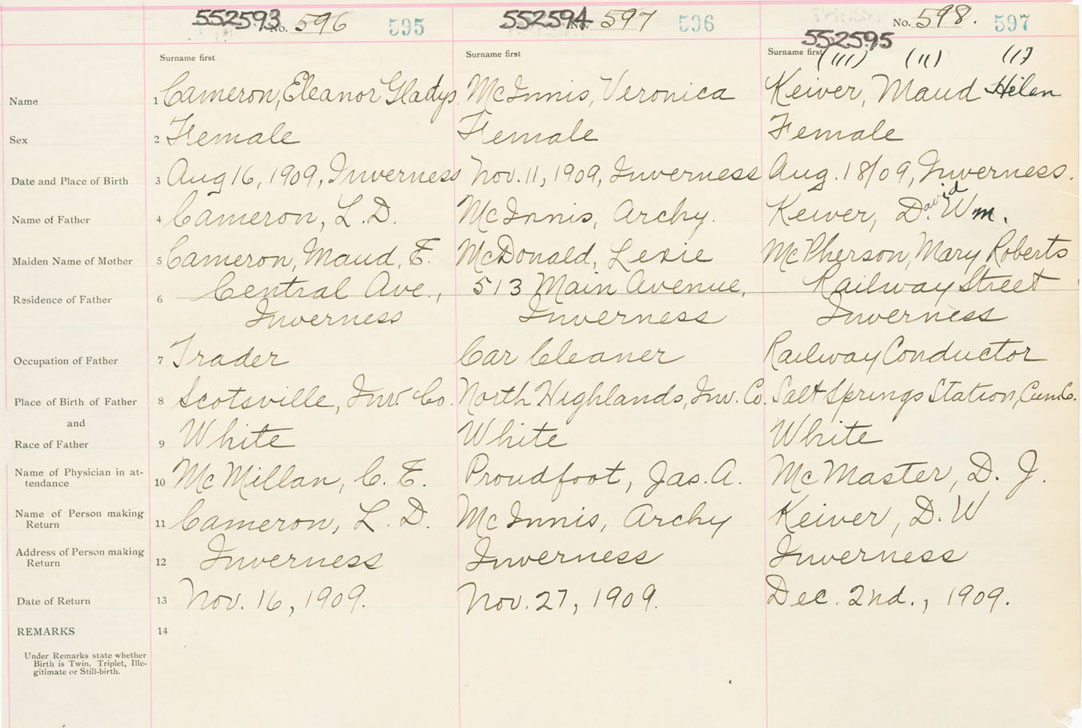 552593 No. 596 595 552594 No. 597 596 No. 598. 597
552595
Surname first Surname first Surname first (III) (II) (I)
Name 1 Cameron, Eleanor Gladys McInnis, Veronica Keiver, Maud Helen
Sex 2 Female Female Female
Date and Place of Birth 3 Aug 16, 1909, Inverness Nov. 11, 1909, Inverness Aug. 18/09, Inverness.
Name of Father 4 Cameron, L. D. McInnis, Archy. Keiver, David Wm.
Maiden Name of Mother 5 Cameron, Maud, F. McDonald, Lexie McPherson, Mary Roberts
Residence of Father 6 Central Ave., 513 Main Avenue, Railway Street
Inverness Inverness Inverness
Occupation of Father 7 Trader Car Cleaner Railway Conductor
Place of Birth of Father 8 Scotsville, Inv Co. North Highlands, Inv. Co. Salt Springs Station, Cum Co.
and
Race of Father 9 White White White
Name of Physician in at-
tendance 10 McMillan, C. E. Proudfoot, Jas. A. McMaster, D. J.
Name of Person making
Return 11 Cameron, L. D. McInnis, Archy Keiver, D. W
Address of Person making
Return 12 Inverness Inverness Inverness
Date of Return 13 Nov. 16, 1909. Nov. 27, 1909. Dec. 2nd., 1909.
REMARKS 14
Under Remarks state whether
Birth is Twin, Triplet, Ille-
gitimate or Still-birth.